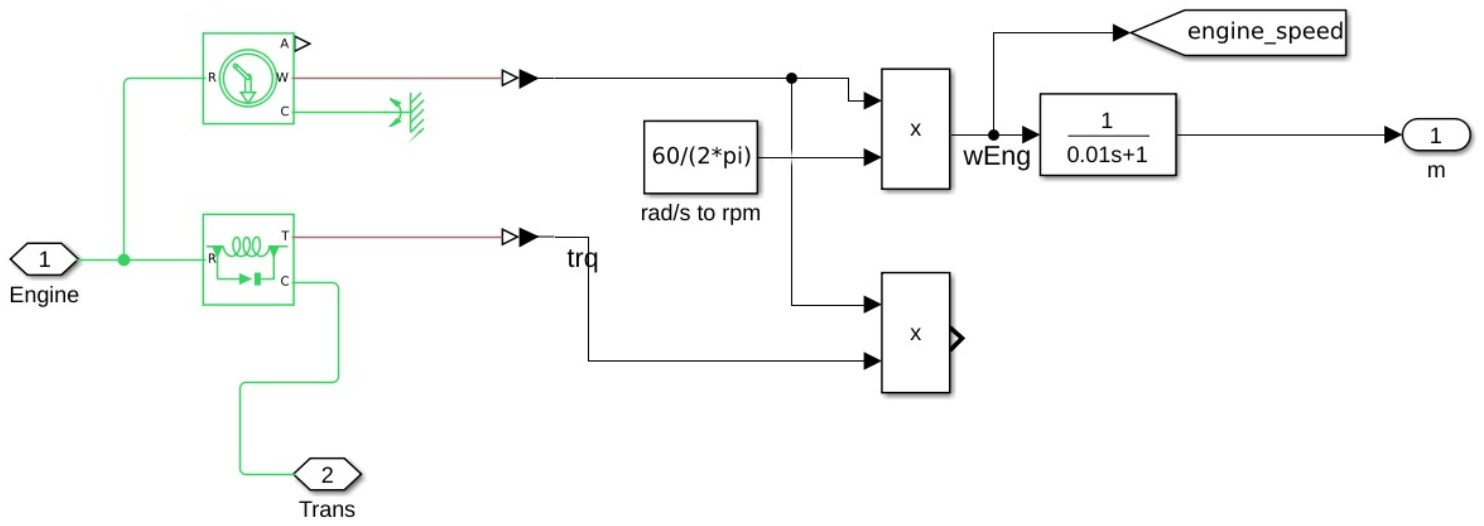 engine_speed
A
R
W
C
x
60/(2*pi)
rad/s to rpm
wEng
1
0.01s+1
1
m
T
R
C
trq
1
Engine
x
2
Trans